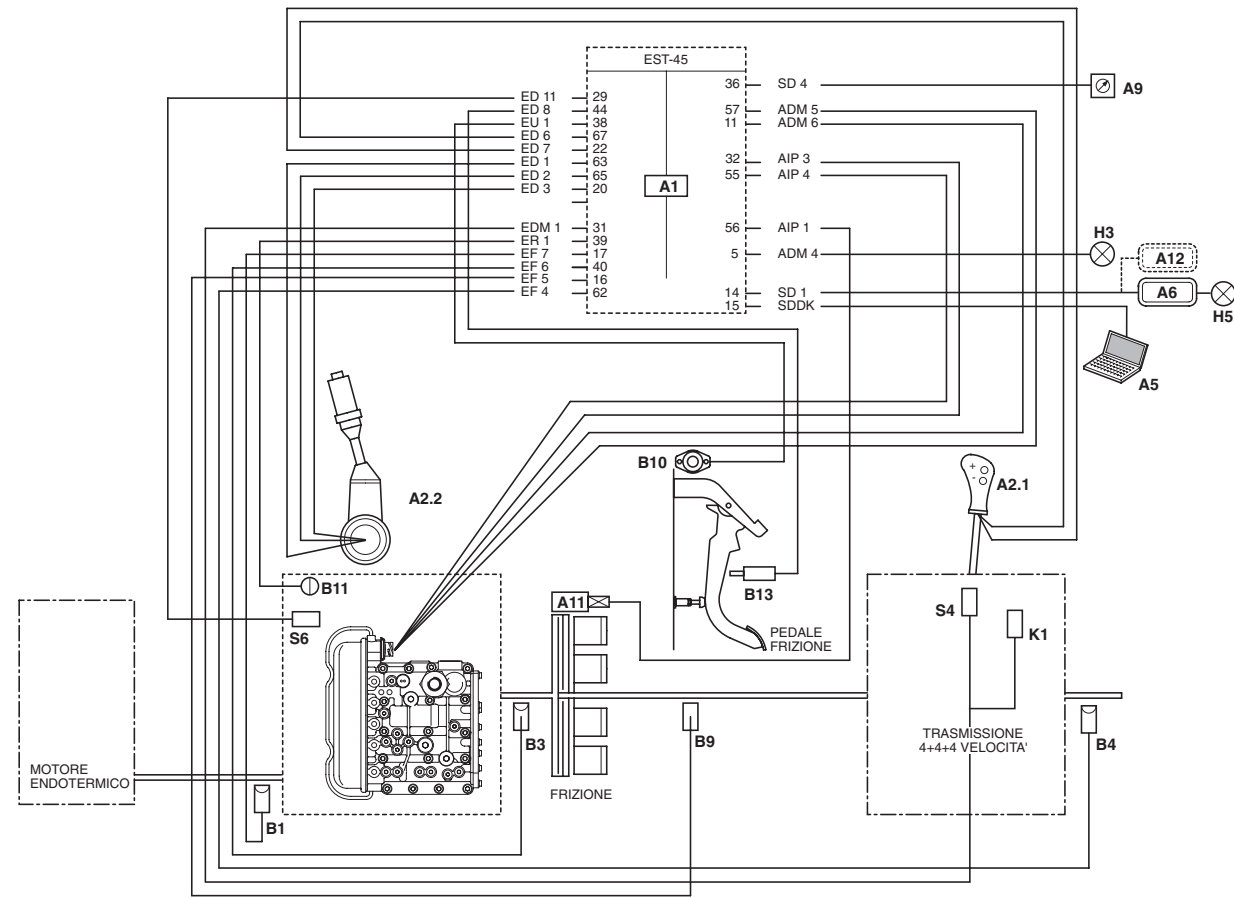 EST-45
36 SD 4
A9
ED 11 29
ED 8 44
57 ADM 5
EU 1 38
11 ADM 6
ED 6 67
ED 7 22
32 AIP 3
ED 1 63
55 AIP 4
ED 2 65
A1
ED 3 20
EDM 1 31
56 AIP 1
H3
ER 1 39
EF 7 17
5 ADM 4
A12
EF 6 40
EF 5 16
EF 4 62
14 SD 1
A6
15 SDDK
H5
A5
B10
A2.2
A2.1
+
-
B11
B13
A11
S4
S6
K1
PEDALE
FRIZIONE
B3
B9
TRASMISSIONE
4+4+4 VELOCITA'
B4
MOTORE
ENDOTERMICO
FRIZIONE
B1